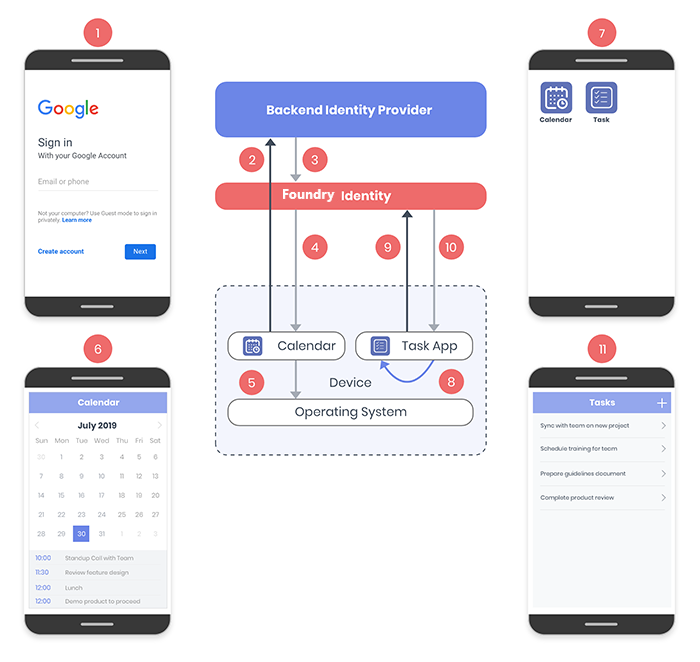 1
Google
Sign in
With your Google Account
Email or phone
Not your computer? Use Guest mode to sign in
privately. Learn more
Create account
Next
Backend Identity Provider
2
3
Foundry Identity
4
9
10
Calendar
Task App
5
Device
8
Operating System
7
Calendar
Task
6
Calendar
July 2019
Sun Mon Tue Wed Thu Fri Sat
30 1 2 3 4 5 6
7 8 9 10 11 12 13
14 15 16 17 18 19 20
21 22 23 24 25 26 27
28 29 30 31 1 2 3
10:00 Standup Call with Team
11:30 Review feature design
12:00 Lunch
12:00 Demo product to proceed
11
Tasks
Sync with team on new project
Schedule training for team
Prepare guidelines document
Complete product review